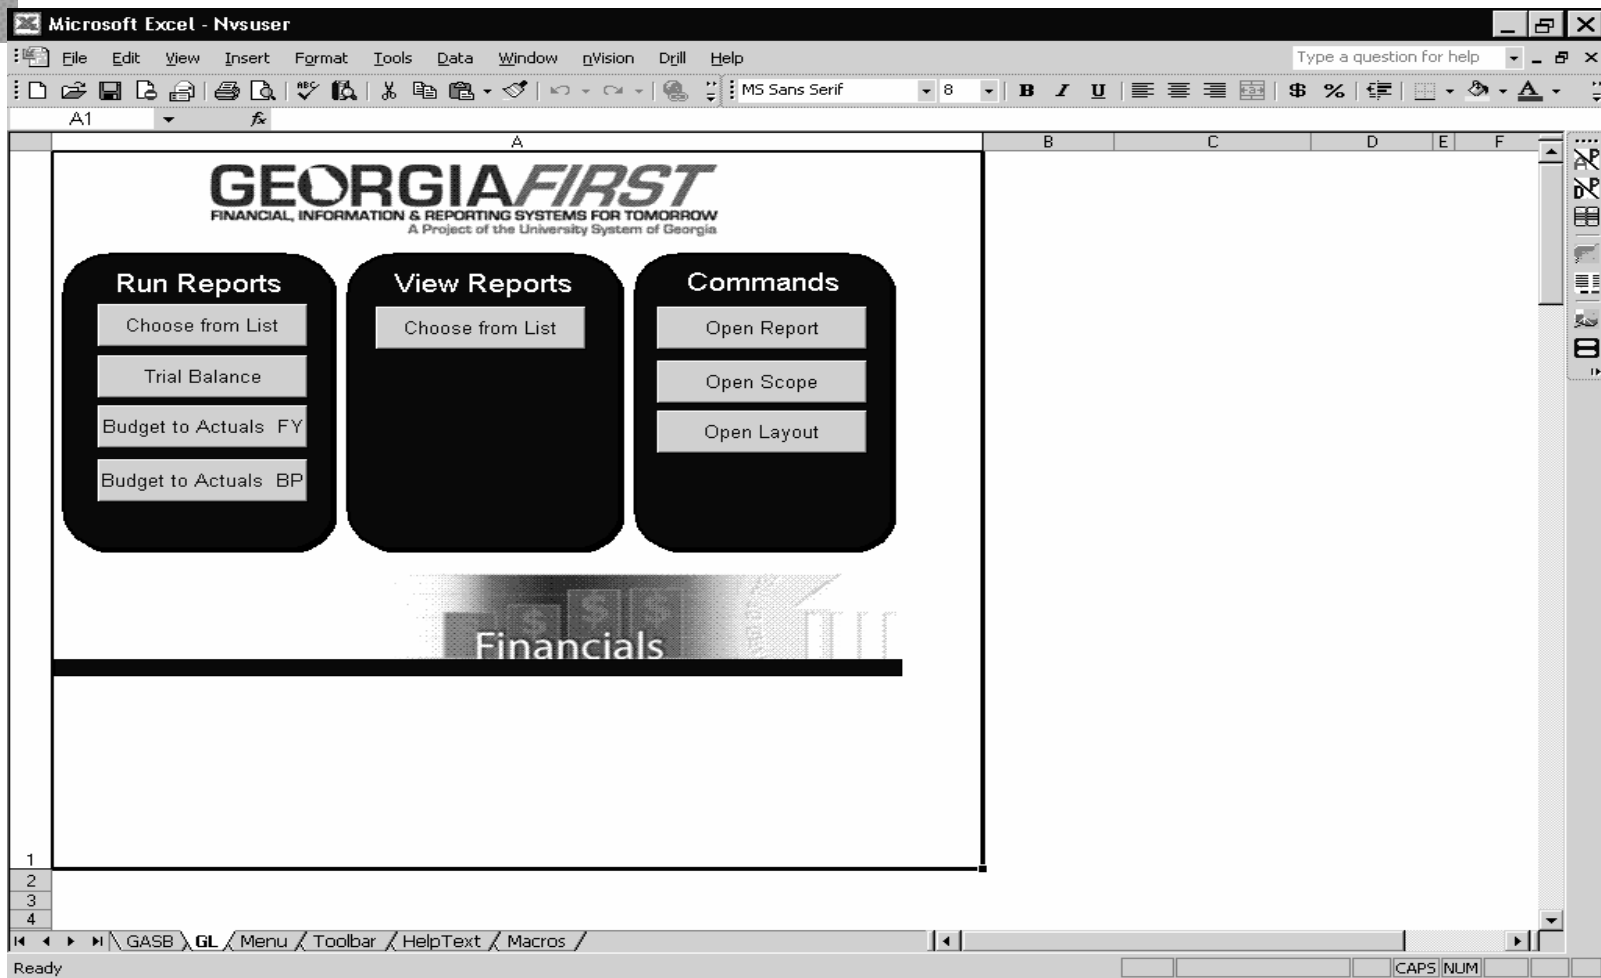 Microsoft Excel - Nvsuser
File Edit View Insert Format Tools Data Window nVision Drill Help
Type a question for help
MS Sans Serif 8 B I U $ %
A1 fx
A B C D E F
GEORGIAFIRST
FINANCIAL, INFORMATION & REPORTING SYSTEMS FOR TOMORROW
A Project of the University System of Georgia
Run Reports
Choose from List
Trial Balance
Budget to Actuals FY
Budget to Actuals BP
View Reports
Choose from List
Commands
Open Report
Open Scope
Open Layout
$ $ $
Financials
1
2
3
4
GASB GL Menu Toolbar HelpText Macros
Ready
CAPS NUM